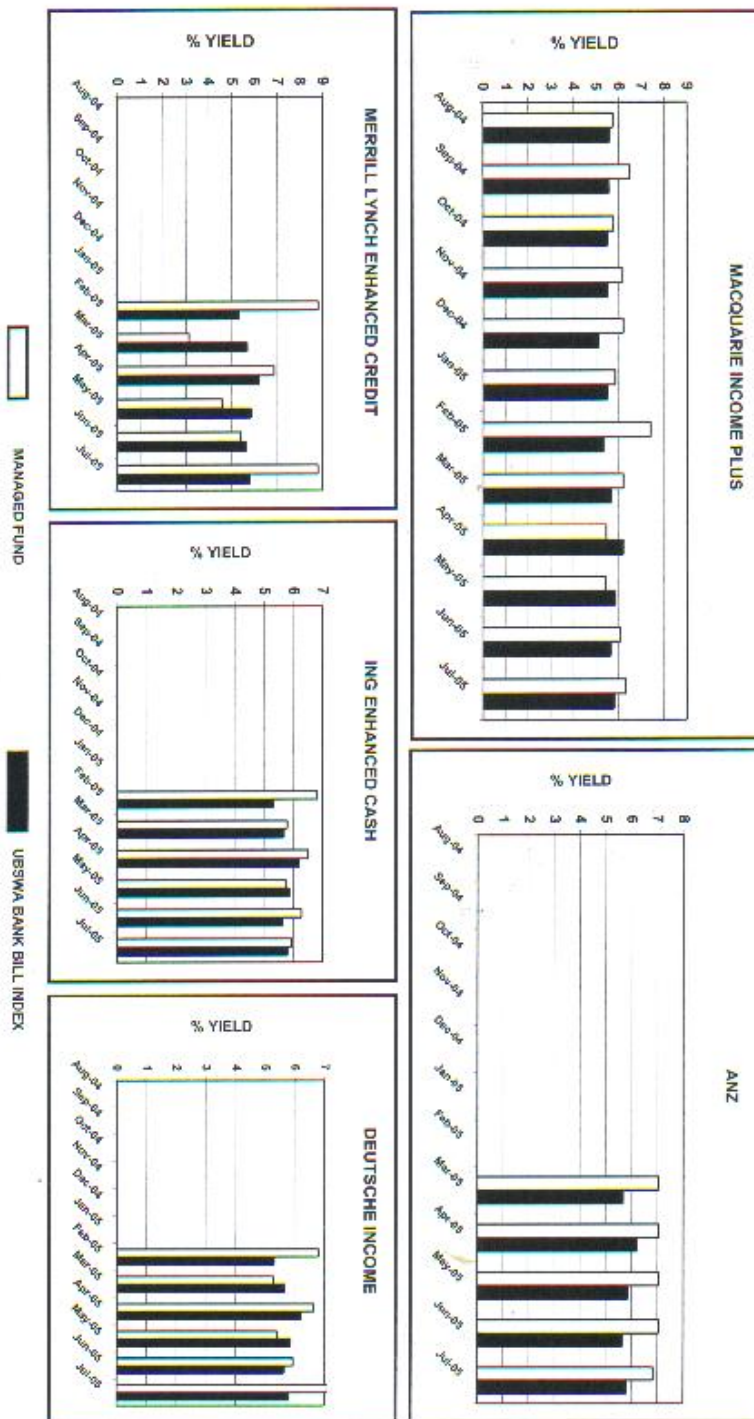 MACQUARIE INCOME PLUS
% YIELD
9
8
7
6
5
4
3
2
1
0
Aug-04
Sep-04
Oct-04
Nov-04
Dec-04
Jan-05
Feb-05
Mar-05
Apr-05
May-05
Jun-05
Jul-05
ANZ
% YIELD
8
7
6
5
4
3
2
1
0
Aug-04
Sep-04
Oct-04
Nov-04
Dec-04
Jan-05
Feb-05
Mar-05
Apr-05
May-05
Jun-05
Jul-05
MERRILL LYNCH ENHANCED CREDIT
% YIELD
9
8
7
6
5
4
3
2
1
0
Aug-04
Sep-04
Oct-04
Nov-04
Dec-04
Jan-05
Feb-05
Mar-05
Apr-05
May-05
Jun-05
Jul-05
ING ENHANCED CASH
% YIELD
7
6
5
4
3
2
1
0
Aug-04
Sep-04
Oct-04
Nov-04
Dec-04
Jan-05
Feb-05
Mar-05
Apr-05
May-05
Jun-05
Jul-05
DEUTSCHE INCOME
% YIELD
7
6
5
4
3
2
1
0
Aug-04
Sep-04
Oct-04
Nov-04
Dec-04
Jan-05
Feb-05
Mar-05
Apr-05
May-05
Jun-05
Jul-05
MANAGED FUND
UBSWA BANK BILL INDEX